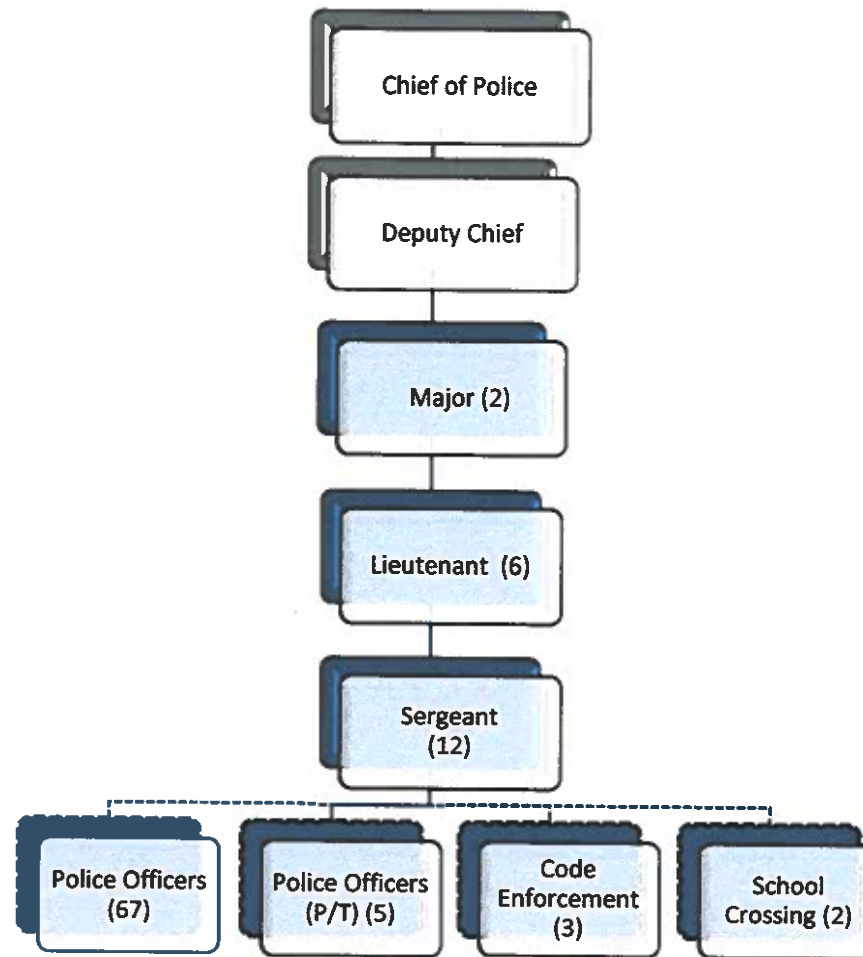 Chief of Police
Deputy Chief
Major (2)
Lieutenant (6)
Sergeant
(12)
Police Officers
(67)
Police Officers
(P/T) (5)
Code
Enforcement
(3)
School
Crossing (2)